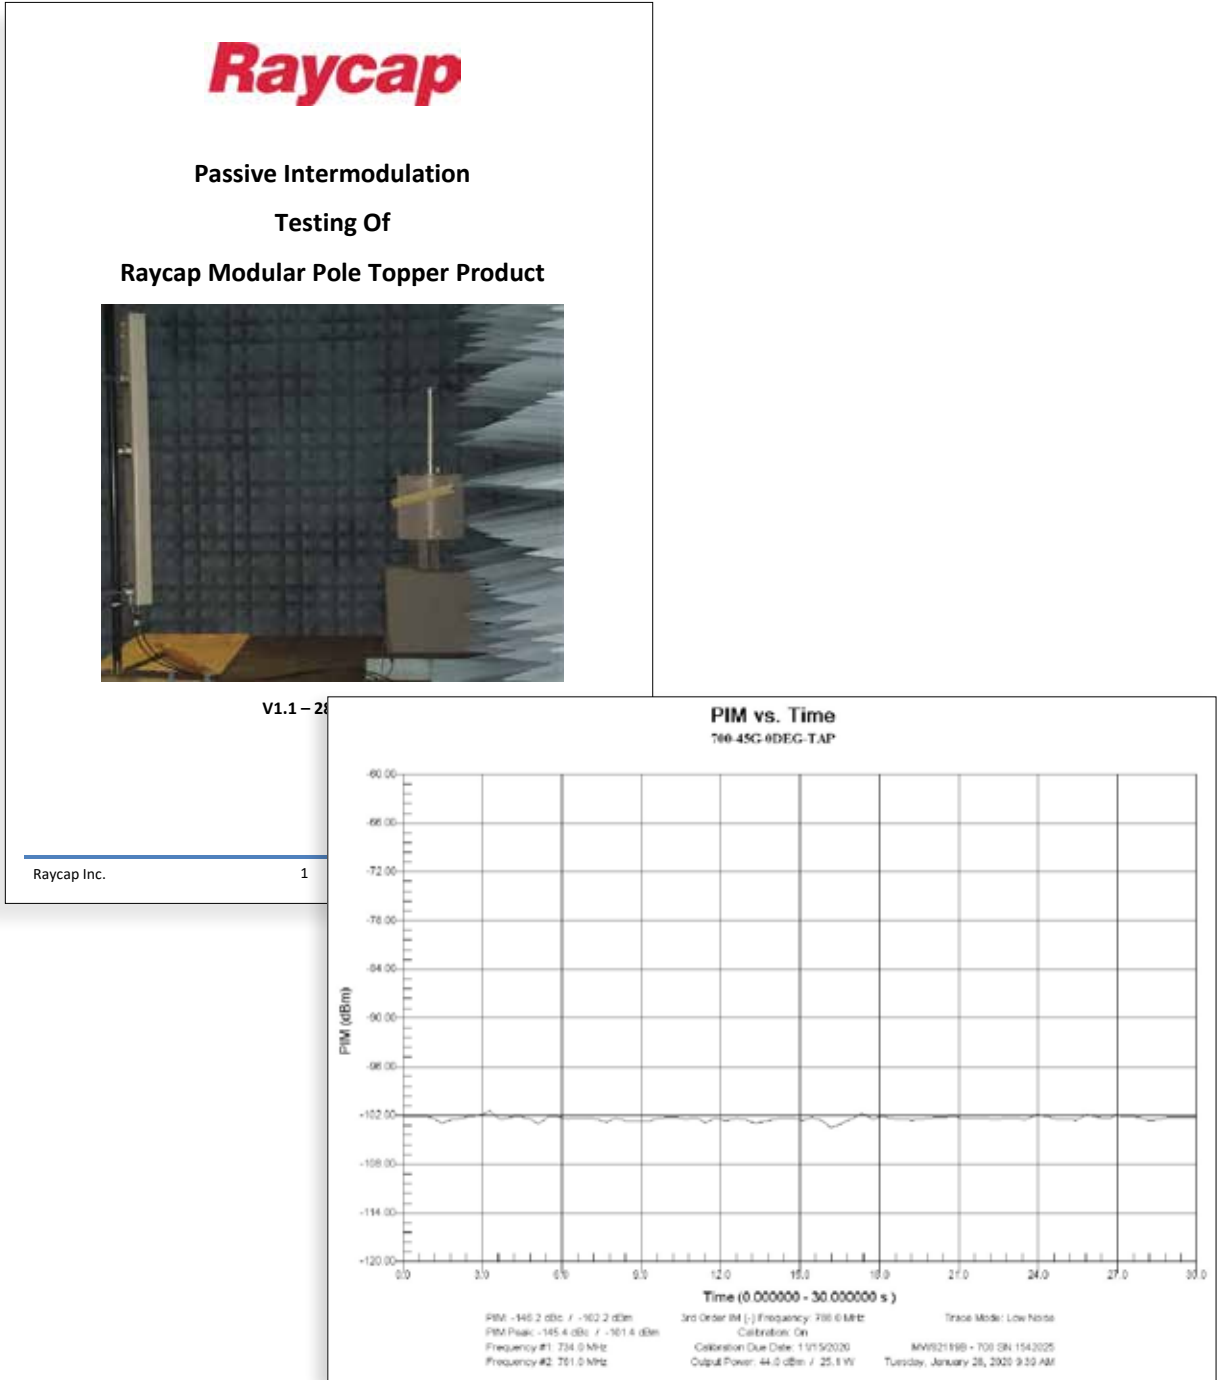 Raycap
Passive Intermodulation
Testing Of
Raycap Modular Pole Topper Product
V1.1 – 28
Raycap Inc.
1
PIM vs. Time
700-45G-0DEG-TAP
PIM (dBm)
-60.00
-66.00
-72.00
-78.00
-84.00
-90.00
-96.00
-102.00
-108.00
-114.00
-120.00
0.0 3.0 6.0 9.0 12.0 15.0 18.0 21.0 24.0 27.0 30.0
Time (0.000000 - 30.000000 s )
PIM: -146.2 dBc / -102.2 dBm
PIM Peak: -145.4 dBc / -101.4 dBm
Frequency #1: 734.0 MHz
Frequency #2: MHz
3rd Order IM (-) Frequency: MHz
Calibration: On
Calibration Due Date: 11/15/2020
Output Power: 44.0 dBm / 25.1 W
Trace Mode: Low Noise
- 700 SN:1542025
Tuesday, January 28, 2020 9:39 AM